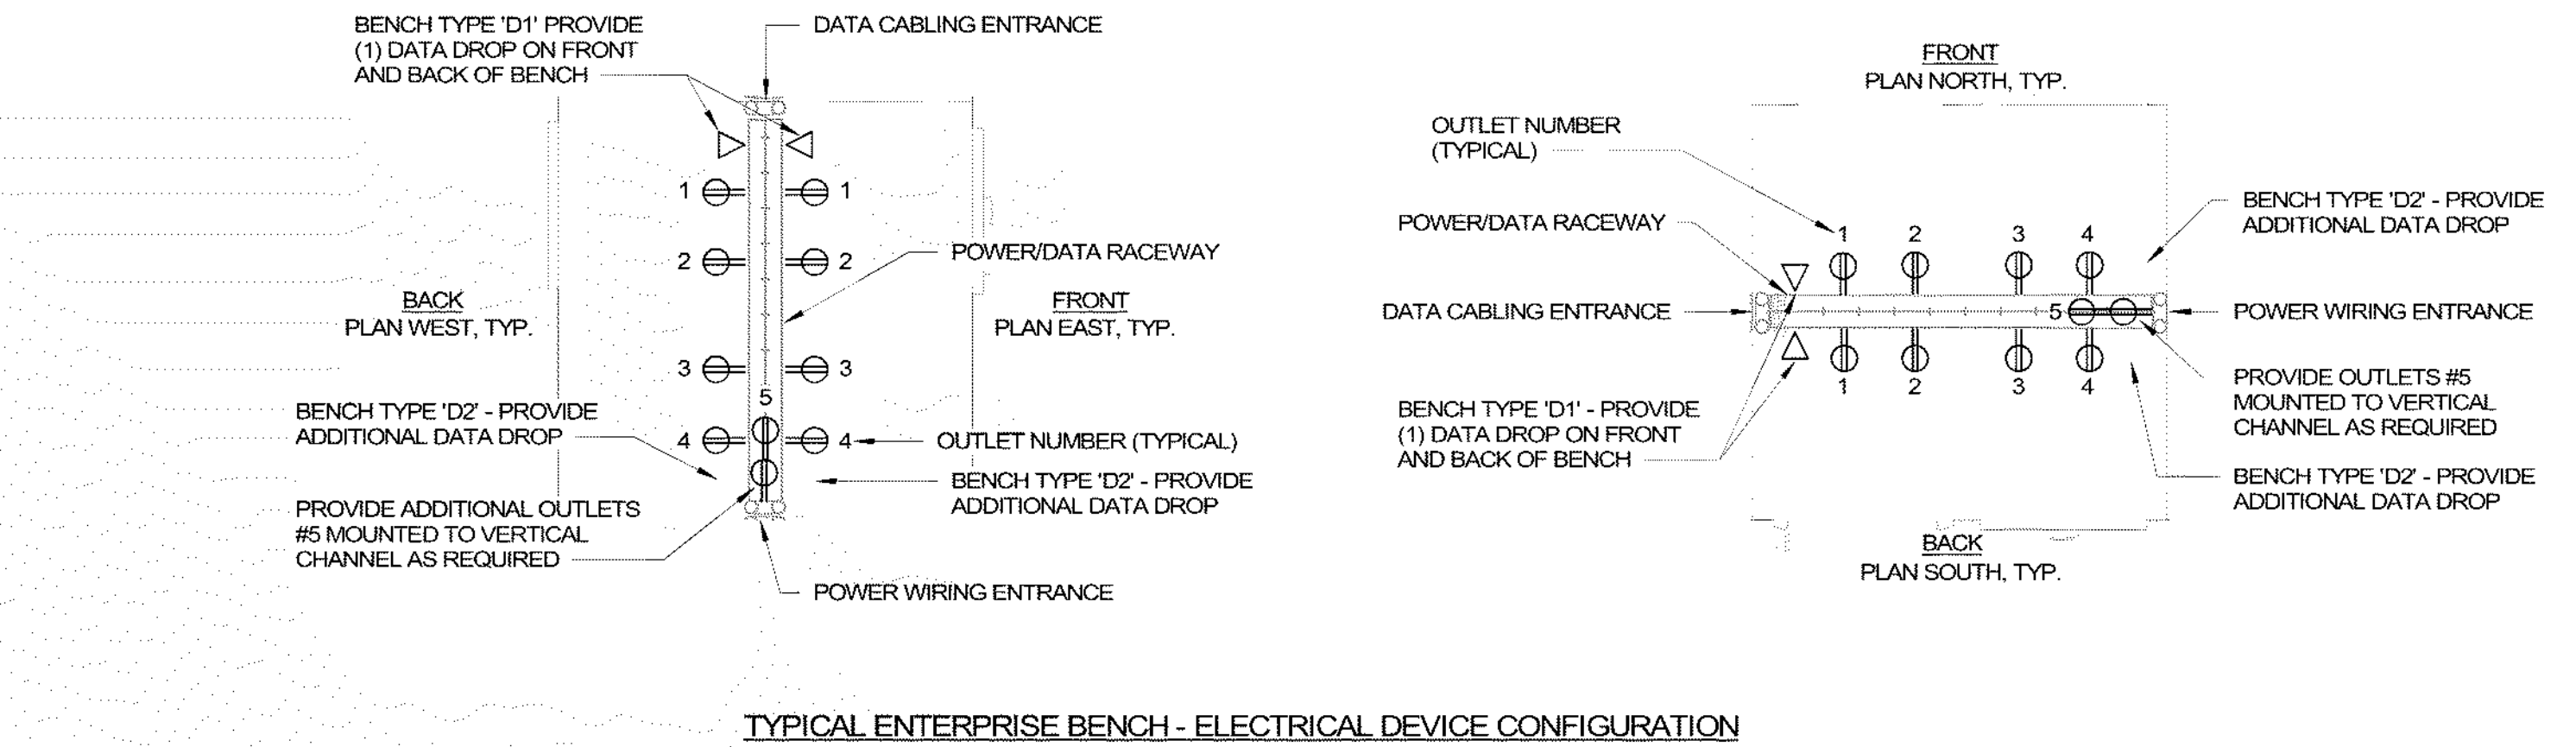 BENCH TYPE 'D1' PROVIDE
(1) DATA DROP ON FRONT
AND BACK OF BENCH
DATA CABLING ENTRANCE
1
1
2
2
POWER/DATA RACEWAY
BACK
PLAN WEST, TYP.
FRONT
PLAN EAST, TYP.
3
3
5
BENCH TYPE 'D2' - PROVIDE
ADDITIONAL DATA DROP
4
4
OUTLET NUMBER (TYPICAL)
BENCH TYPE 'D2' - PROVIDE
ADDITIONAL DATA DROP
PROVIDE ADDITIONAL OUTLETS
#5 MOUNTED TO VERTICAL
CHANNEL AS REQUIRED
POWER WIRING ENTRANCE
FRONT
PLAN NORTH, TYP.
OUTLET NUMBER
(TYPICAL)
BENCH TYPE 'D2' - PROVIDE
ADDITIONAL DATA DROP
POWER/DATA RACEWAY
1 2 3 4
DATA CABLING ENTRANCE
5
POWER WIRING ENTRANCE
1 2 3 4
PROVIDE OUTLETS #5
MOUNTED TO VERTICAL
CHANNEL AS REQUIRED
BENCH TYPE 'D1' - PROVIDE
(1) DATA DROP ON FRONT
AND BACK OF BENCH
BENCH TYPE 'D2' - PROVIDE
ADDITIONAL DATA DROP
BACK
PLAN SOUTH, TYP.
TYPICAL ENTERPRISE BENCH - ELECTRICAL DEVICE CONFIGURATION